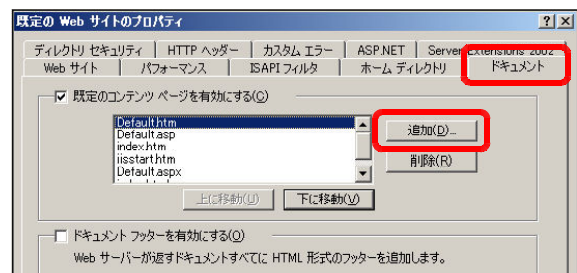 既定の Web サイトのプロパティ
ディレクトリ セキュリティ HTTP ヘッダー カスタム エラー ASP.NET Server Extensions 2002
Web サイト パフォーマンス ISAPI フィルタ ホーム ディレクトリ ドキュメント
既定のコンテンツ ページを有効にする(C)
Default.htm
Default.asp
index.htm
iisstart.htm
Default.aspx
追加(D)...
削除(R)
上に移動(U) 下に移動(V)
ドキュメント フッターを有効にする(O)
Web サーバーが返すドキュメントすべてに HTML 形式のフッターを追加します。